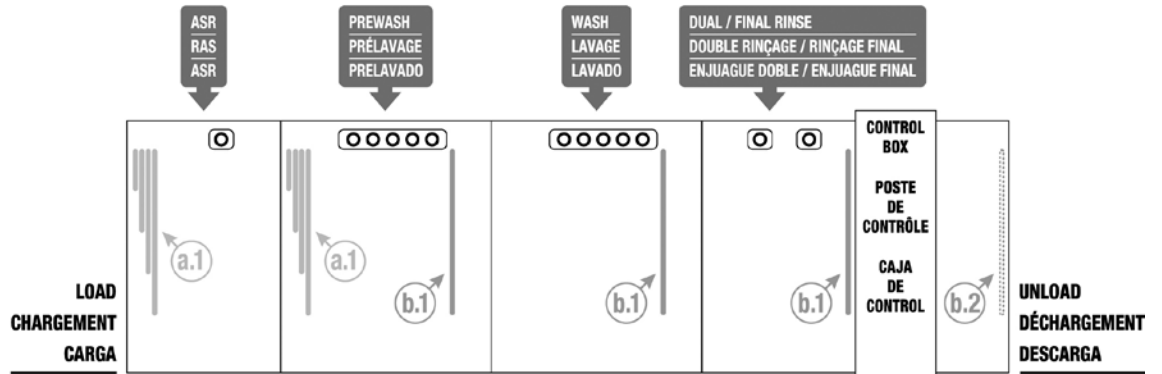 ASR
RAS
ASR
PREWASH
PRÉLAVAGE
PRELAVADO
WASH
LAVAGE
LAVADO
DUAL / FINAL RINSE
DOUBLE RINÇAGE / RINÇAGE FINAL
ENJUAGUE DOBLE / ENJUAGUE FINAL
CONTROL
BOX
POSTE
DE
CONTRÔLE
CAJA
DE
CONTROL
a.1
a.1
b.1
b.1
b.1
b.2
LOAD
CHARGEMENT
CARGA
UNLOAD
DÉCHARGEMENT
DESCARGA